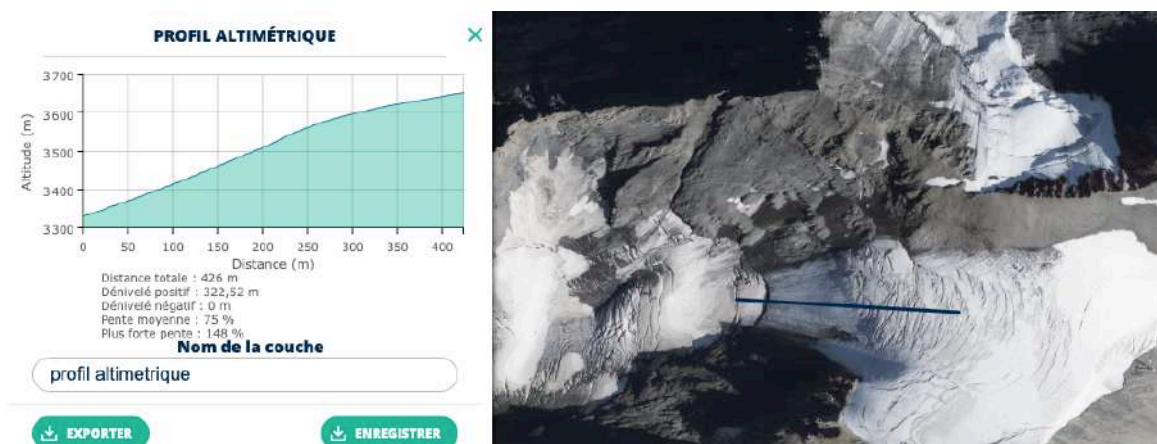 PROFIL ALTIMÉTRIQUE
3700
3600
3500
3400
3300
Altitude (m)
0 50 100 150 200 250 300 350 400
Distance (m)
Distance totale : 426 m
Dénivelé positif : 322,52 m
Dénivelé négatif : 0 m
Pente moyenne : 75 %
Plus forte pente : 148 %
Nom de la couche
profil altimetrique
EXPORTER
ENREGISTRER